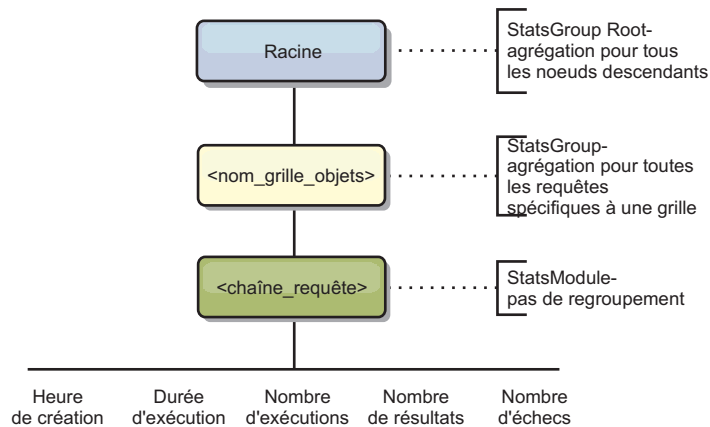 Racine
StatsGroup Root-
agrégation pour tous
les noeuds descendants
<nom_grille_objets>
StatsGroup-
agrégation pour toutes
les requêtes
spécifiques à une grille
<chaîne_requête>
StatsModule-
pas de regroupement
Heure
de création
Durée
d'exécution
Nombre
d'exécutions
Nombre
de résultats
Nombre
d'échecs